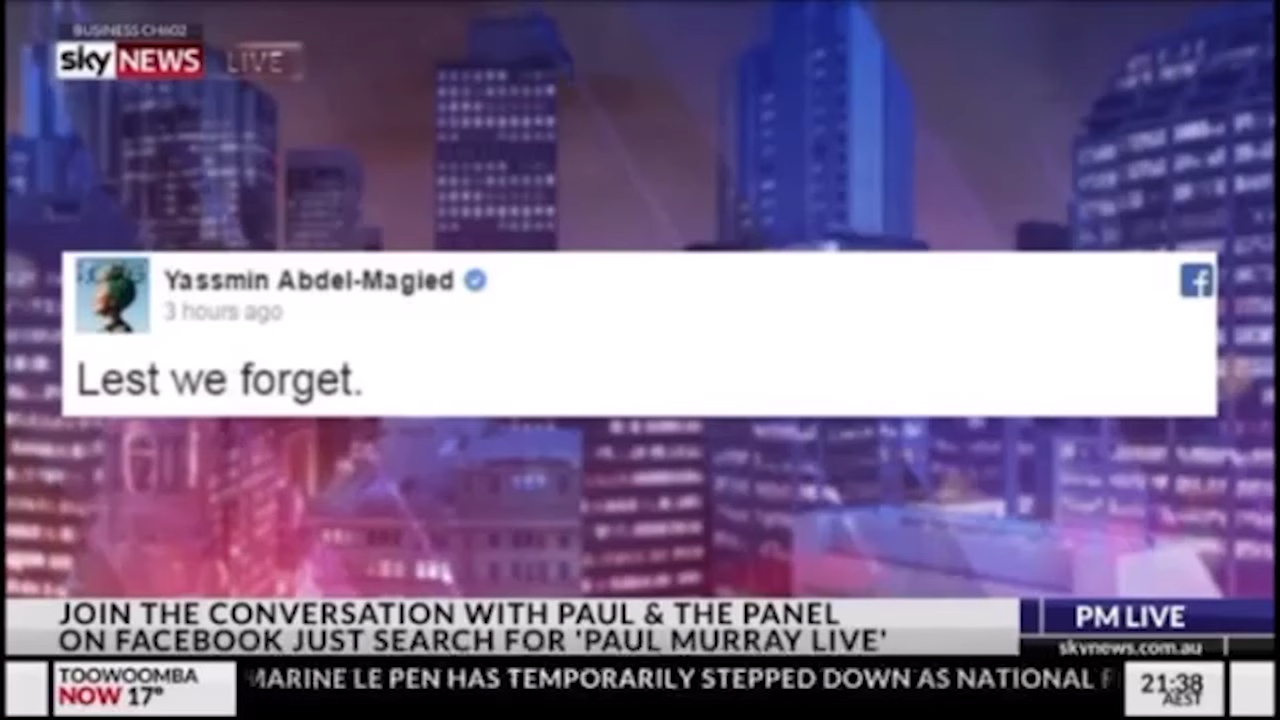 BUSINESS CH602
sky NEWS LIVE
Yassmin Abdel-Magied
3 hours ago
Lest we forget.
JOIN THE CONVERSATION WITH PAUL & THE PANEL
ON FACEBOOK JUST SEARCH FOR 'PAUL MURRAY LIVE'
PM LIVE
skynews.com.au
TOOWOOMBA
NOW 17°
MARINE LE PEN HAS TEMPORARILY STEPPED DOWN AS NATIONAL F
21:38
AEST